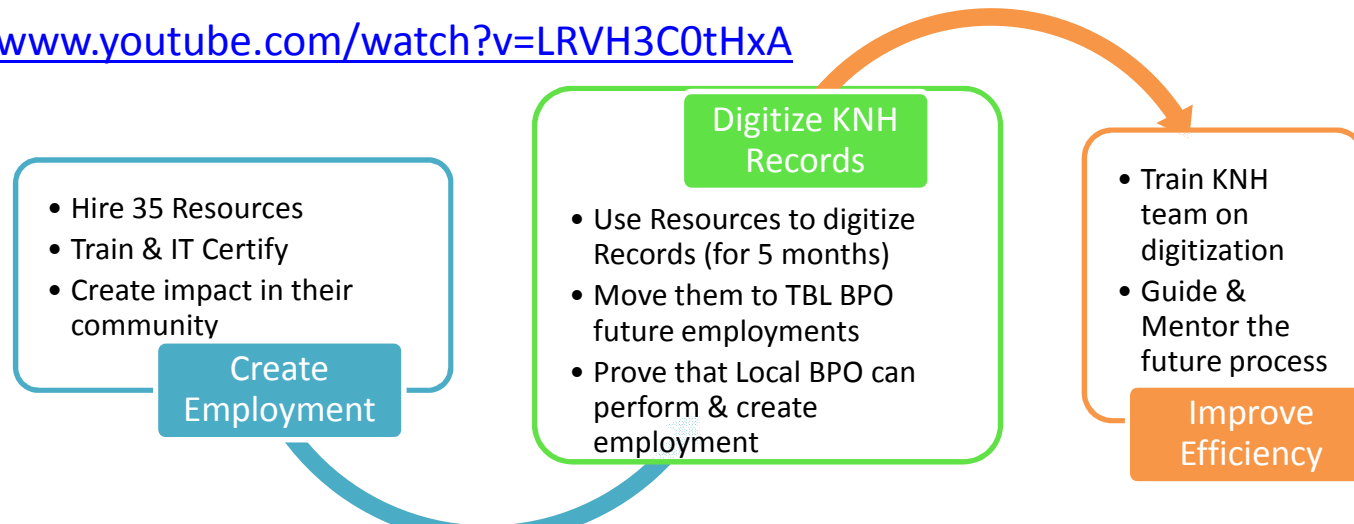 www.youtube.com/watch?v=LRVH3C0tHxA
• Hire 35 Resources
• Train & IT Certify
• Create impact in their
community
Create
Employment
Digitize KNH
Records
• Use Resources to digitize
Records (for 5 months)
• Move them to TBL BPO
future employments
• Prove that Local BPO can
perform & create
employment
• Train KNH
team on
digitization
• Guide &
Mentor the
future process
Improve
Efficiency